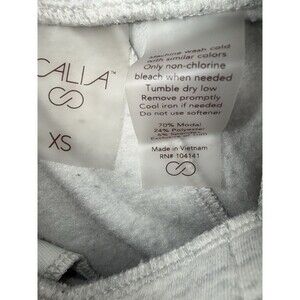 CALIA™
XS
Machine wash cold
with similar colors
Only non-chlorine
bleach when needed
Tumble dry low
Remove promptly
Cool iron if needed
Do not use softener
70% Modal
24% Polyester
Made in Vietnam
RN# 104141